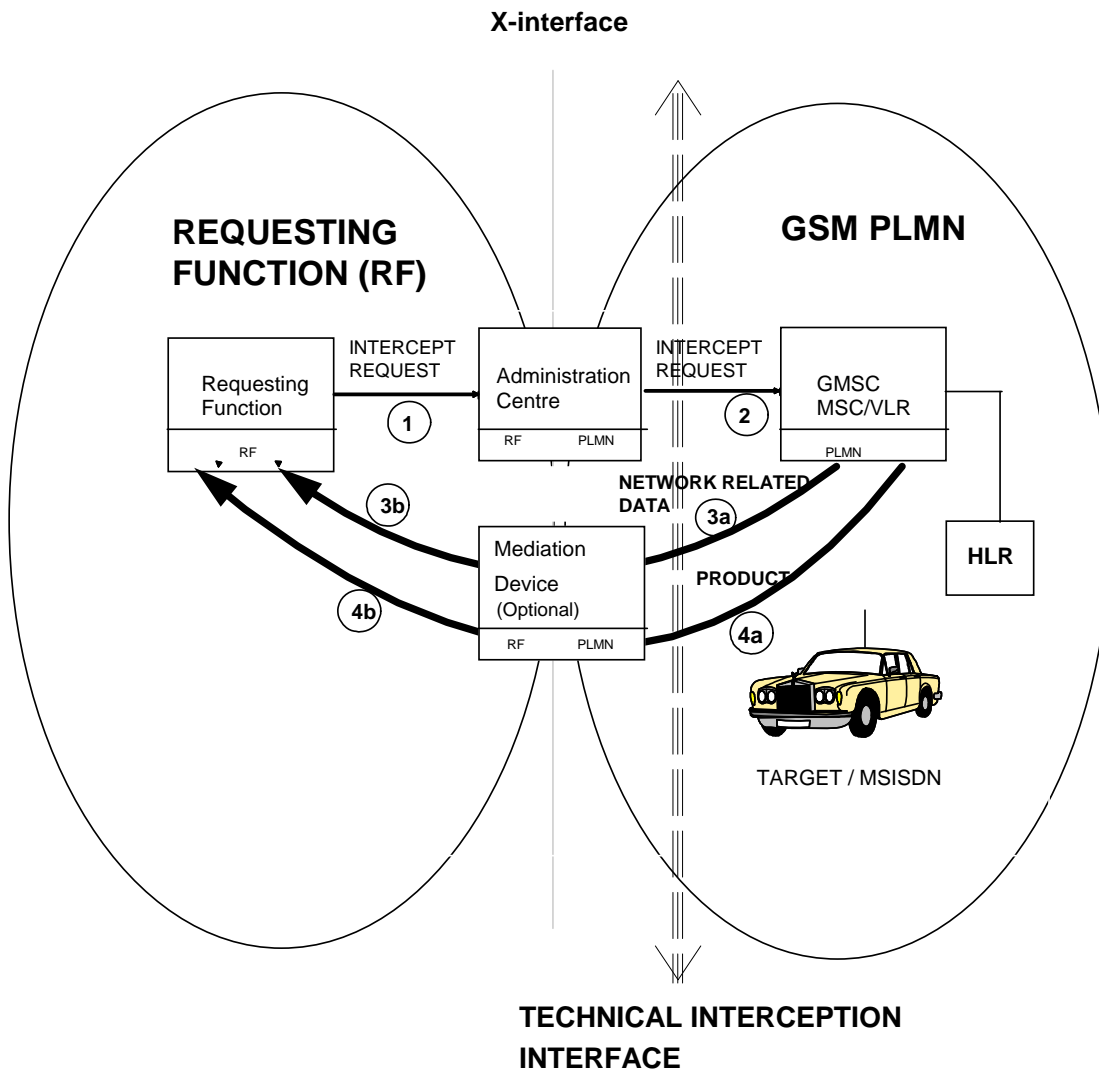 X-interface
REQUESTING
FUNCTION (RF)
GSM PLMN
INTERCEPT
REQUEST
INTERCEPT
REQUEST
Requesting
Function
RF
1
Administration
Centre
RF PLMN
2
GMSC
MSC/VLR
PLMN
NETWORK RELATED
DATA
3b
3a
Mediation
Device
(Optional)
RF PLMN
PRODUCT
HLR
4b
4a
TARGET / MSISDN
TECHNICAL INTERCEPTION
INTERFACE